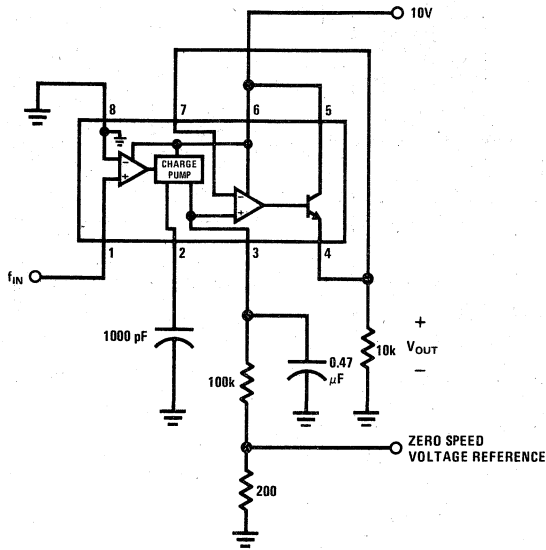 10V
8
7
6
5
−
+
CHARGE
PUMP
−
+
1
2
3
4
fIN
1000 pF
100k
0.47
μF
10k
+
VOUT
−
ZERO SPEED
VOLTAGE REFERENCE
200